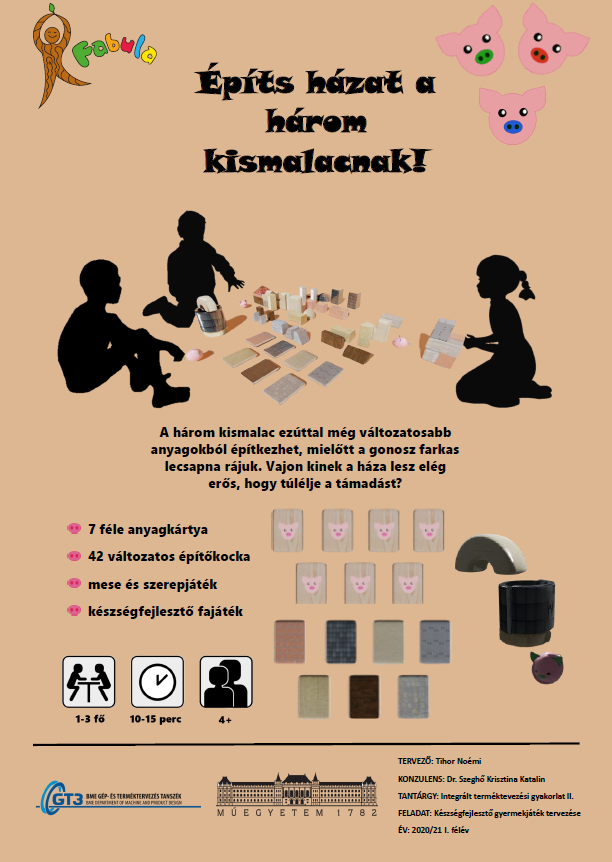 Fabula
Építs házat a
három
kismalacnak!
A három kismalac ezúttal még változatosabb
anyagokból építkezhet, mielőtt a gonosz farkas
lecsapna rájuk. Vajon kinek a háza lesz elég
erős, hogy túlélje a támadást?
7 féle anyagkártya
42 változatos építőkocka
mese és szerepjáték
készségfejlesztő fajáték
1-3 fő
10-15 perc
4+
GT3
BME GÉP- ÉS TERMÉKTERVEZÉS TANSZÉK
BME DEPARTMENT OF MACHINE AND PRODUCT DESIGN
MŰEGYETEM 1782
TERVEZŐ: Tihor Noémi
KONZULENS: Dr. Szeghő Krisztina Katalin
TANTÁRGY: Integrált terméktevezési gyakorlat II.
FELADAT: Készségfejlesztő gyermekjáték tervezése
ÉV: 2020/21 I. félév